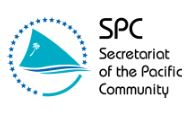 SPC
Secretariat
of the Pacific
Community